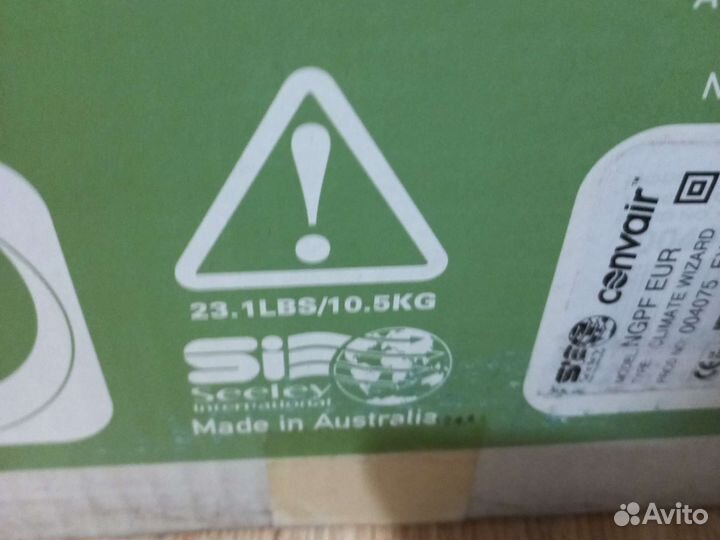 23.1LBS/10.5KG
Seeley
international
Made in Australia
convair™
MODEL: NGPF EUR
TYPE: CLIMATE WIZARD
PROD NO: 004075
Avito